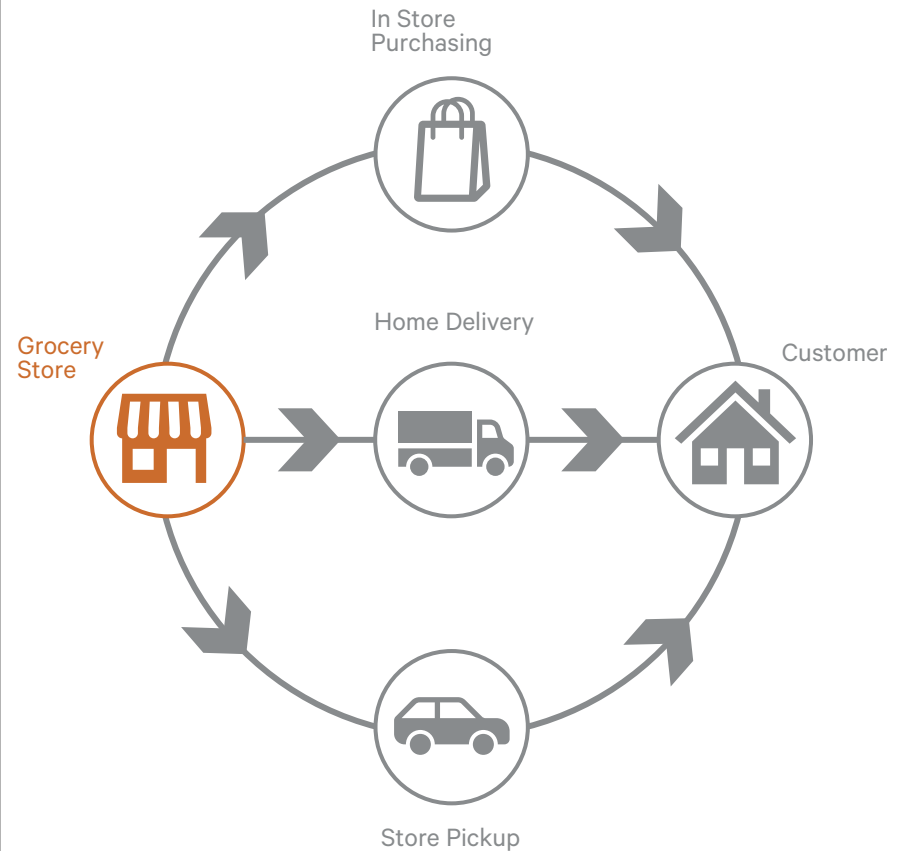 In Store
Purchasing
Home Delivery
Grocery
Store
Customer
Store Pickup